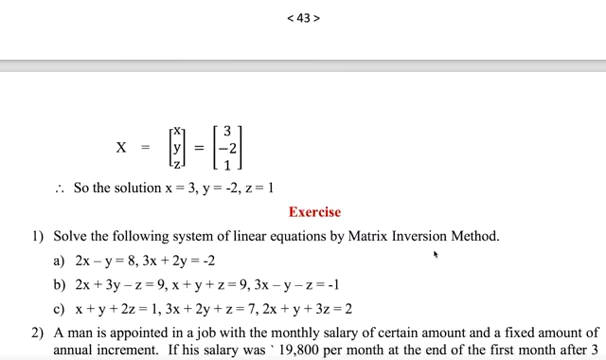 < 43 >
X = [x y z] = [3 -2 1]
∴ So the solution x = 3, y = -2, z = 1
Exercise
1) Solve the following system of linear equations by Matrix Inversion Method.
a) 2x – y = 8, 3x + 2y = -2
b) 2x + 3y – z = 9, x + y + z = 9, 3x – y – z = -1
c) x + y + 2z = 1, 3x + 2y + z = 7, 2x + y + 3z = 2
2) A man is appointed in a job with the monthly salary of certain amount and a fixed amount of
annual increment. If his salary was ` 19,800 per month at the end of the first month after 3